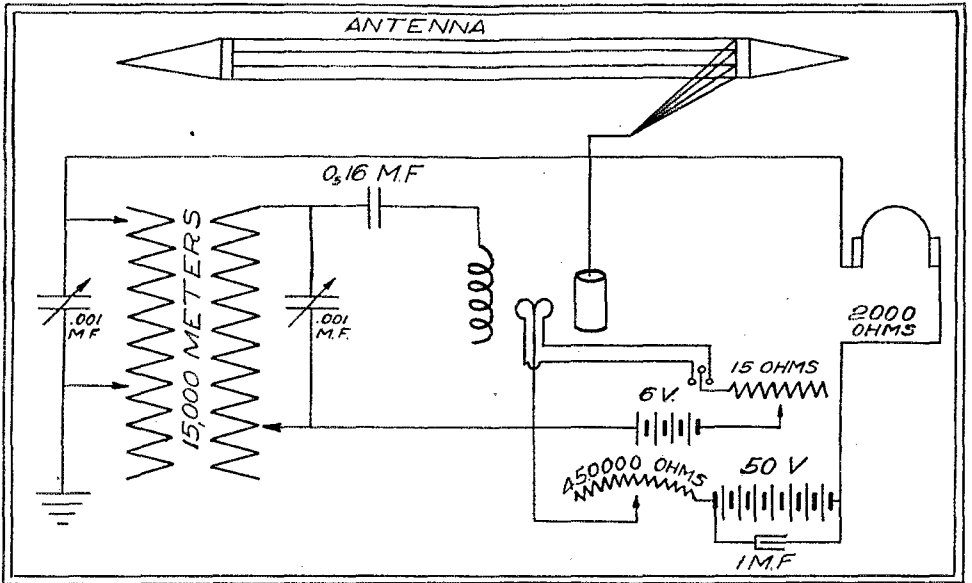 ANTENNA
0,16 M.F
15,000 METERS
.001
M.F
.001
M.F.
2000
OHMS
15 OHMS
6 V.
450000 OHMS
50 V
1 M.F